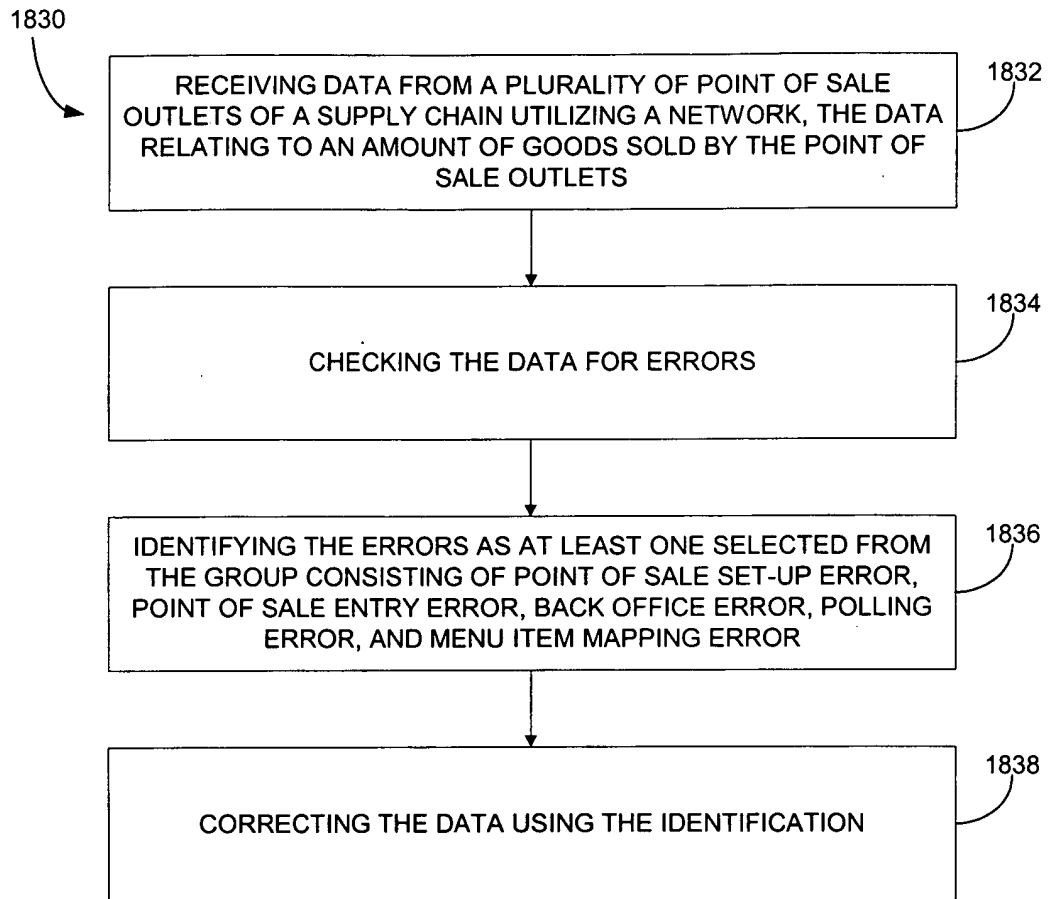 1830
RECEIVING DATA FROM A PLURALITY OF POINT OF SALE
OUTLETS OF A SUPPLY CHAIN UTILIZING A NETWORK, THE DATA
RELATING TO AN AMOUNT OF GOODS SOLD BY THE POINT OF
SALE OUTLETS
1832
CHECKING THE DATA FOR ERRORS
1834
IDENTIFYING THE ERRORS AS AT LEAST ONE SELECTED FROM
THE GROUP CONSISTING OF POINT OF SALE SET-UP ERROR,
POINT OF SALE ENTRY ERROR, BACK OFFICE ERROR, POLLING
ERROR, AND MENU ITEM MAPPING ERROR
1836
CORRECTING THE DATA USING THE IDENTIFICATION
1838